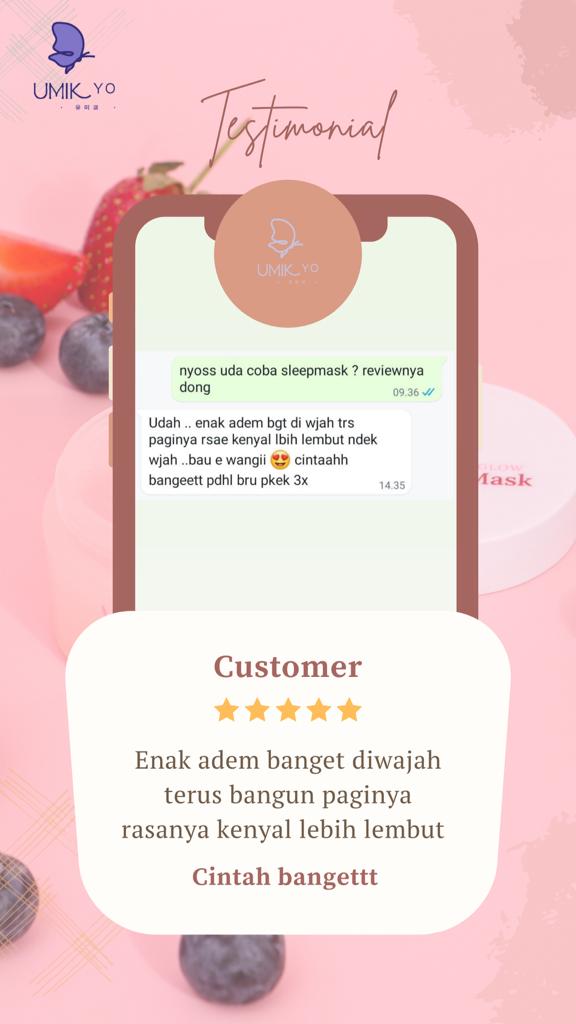 UMIKYO
유미쿄
Testimonial
UMIKYO
nyoss uda coba sleepmask ? reviewnya
dong
09.36
Udah .. enak adem bgt di wjah trs
paginya rsae kenyal lbih lembut ndek
wjah ..bau e wangii 😍 cintaahh
bangeett pdhl bru pkek 3x
14.35
GLOW
Mask
Customer
Enak adem banget diwajah
terus bangun paginya
rasanya kenyal lebih lembut
Cintah bangettt